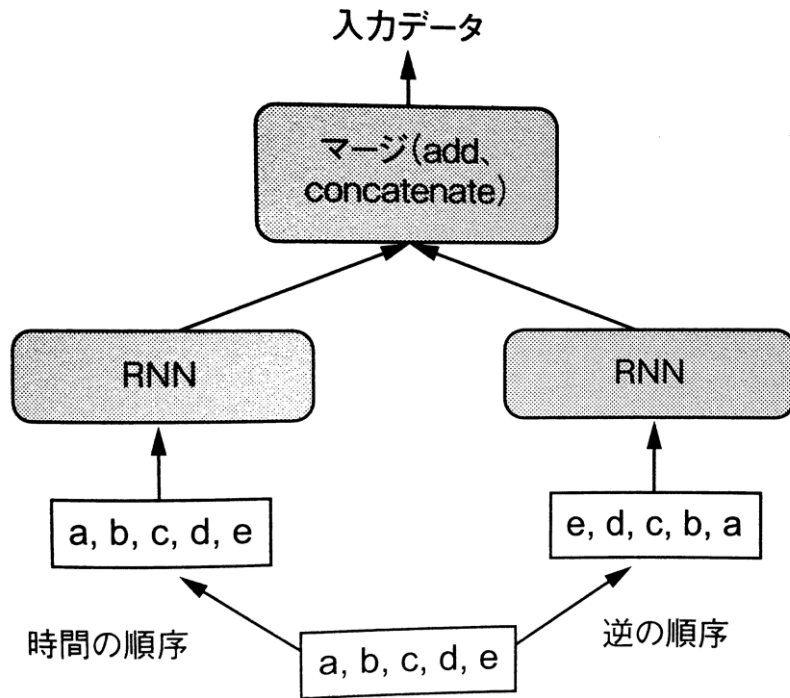 入力データ
マージ(add、
concatenate)
RNN
RNN
a, b, c, d, e
e, d, c, b, a
時間の順序
a, b, c, d, e
逆の順序